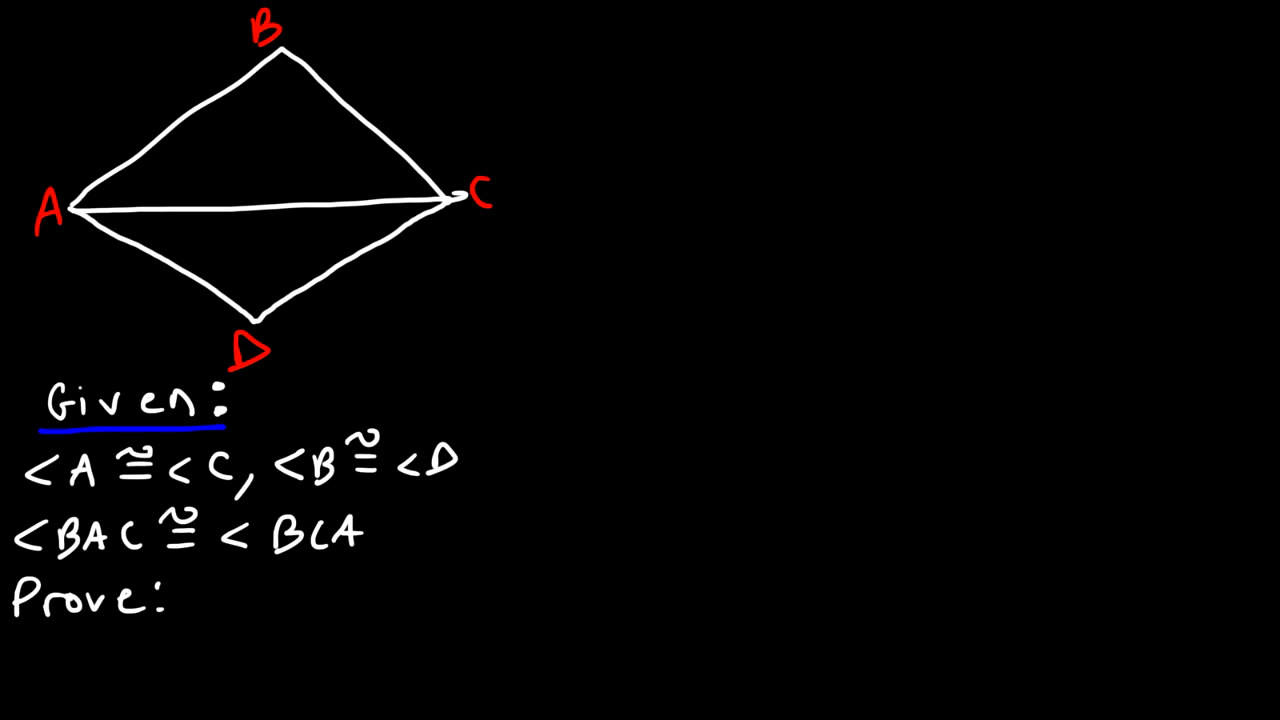 B
A
C
D
Given:
<A ≅ <C, <B ≅ <D
<BAC ≅ < BCA
Prove: